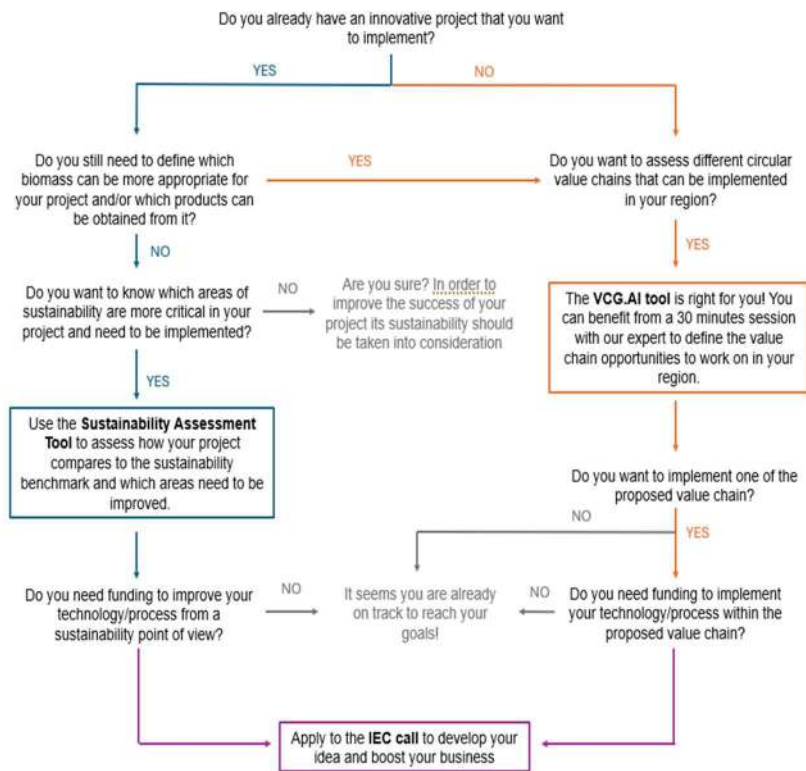 Do you already have an innovative project that you want
to implement?
YES
NO
Do you still need to define which
biomass can be more appropriate for
your project and/or which products can
be obtained from it?
YES
Do you want to assess different circular
value chains that can be implemented
in your region?
NO
YES
Do you want to know which areas of
sustainability are more critical in your
project and need to be implemented?
NO
Are you sure? In order to
improve the success of your
project its sustainability should
be taken into consideration
The VCG.AI tool is right for you! You
can benefit from a 30 minutes session
with our expert to define the value
chain opportunities to work on in your
region.
YES
Use the Sustainability Assessment
Tool to assess how your project
compares to the sustainability
benchmark and which areas need to be
improved.
Do you want to implement one of the
proposed value chain?
NO
YES
Do you need funding to improve your
technology/process from a
sustainability point of view?
NO
It seems you are already
on track to reach your
goals!
NO
Do you need funding to implement
your technology/process within the
proposed value chain?
Apply to the IEC call to develop your
idea and boost your business